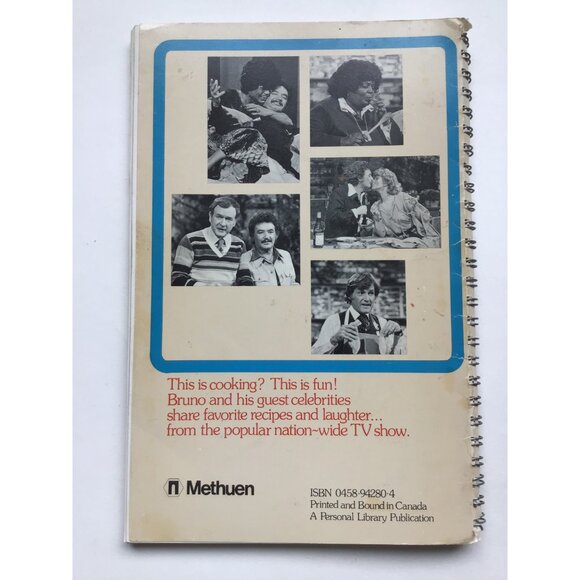 This is cooking? This is fun!
Bruno and his guest celebrities
share favorite recipes and laughter...
from the popular nation~wide TV show.
Methuen
ISBN 0458-94280-4
Printed and Bound in Canada
A Personal Library Publication